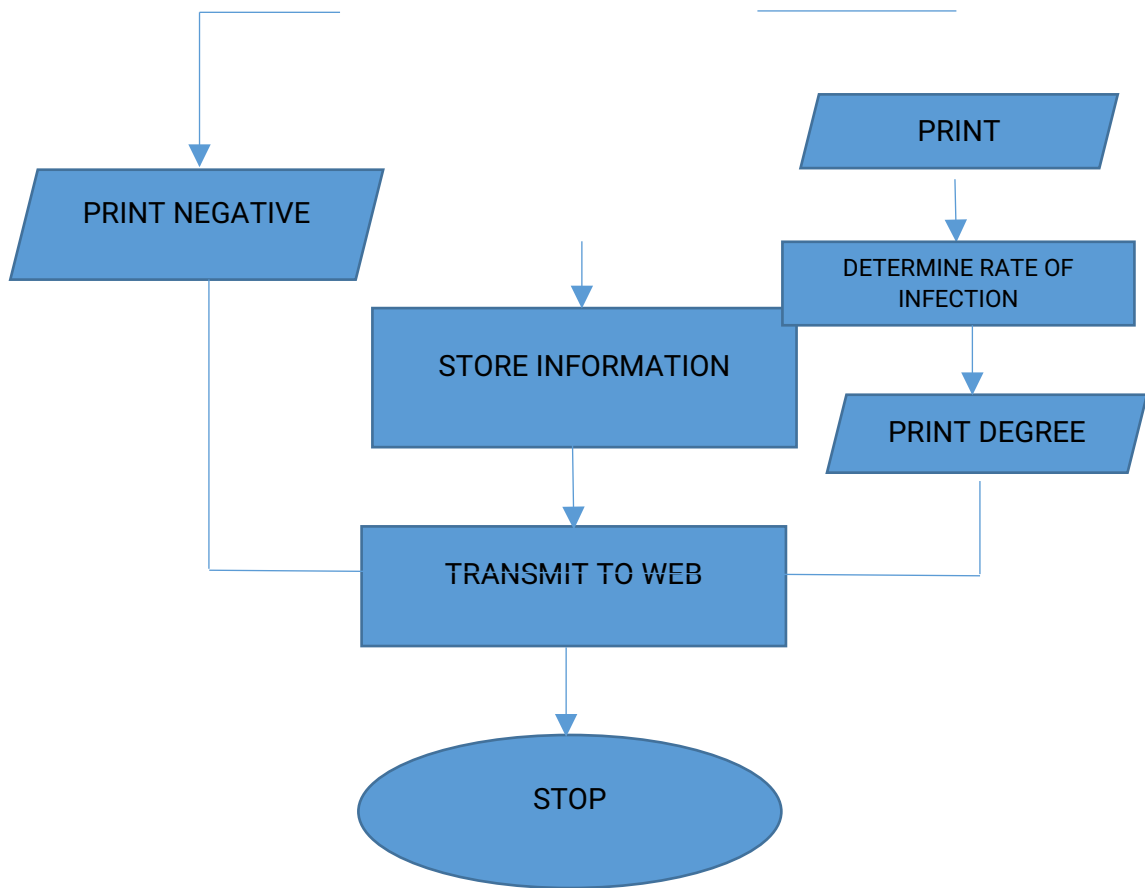 PRINT
PRINT NEGATIVE
DETERMINE RATE OF
INFECTION
STORE INFORMATION
PRINT DEGREE
TRANSMIT TO WEB
STOP